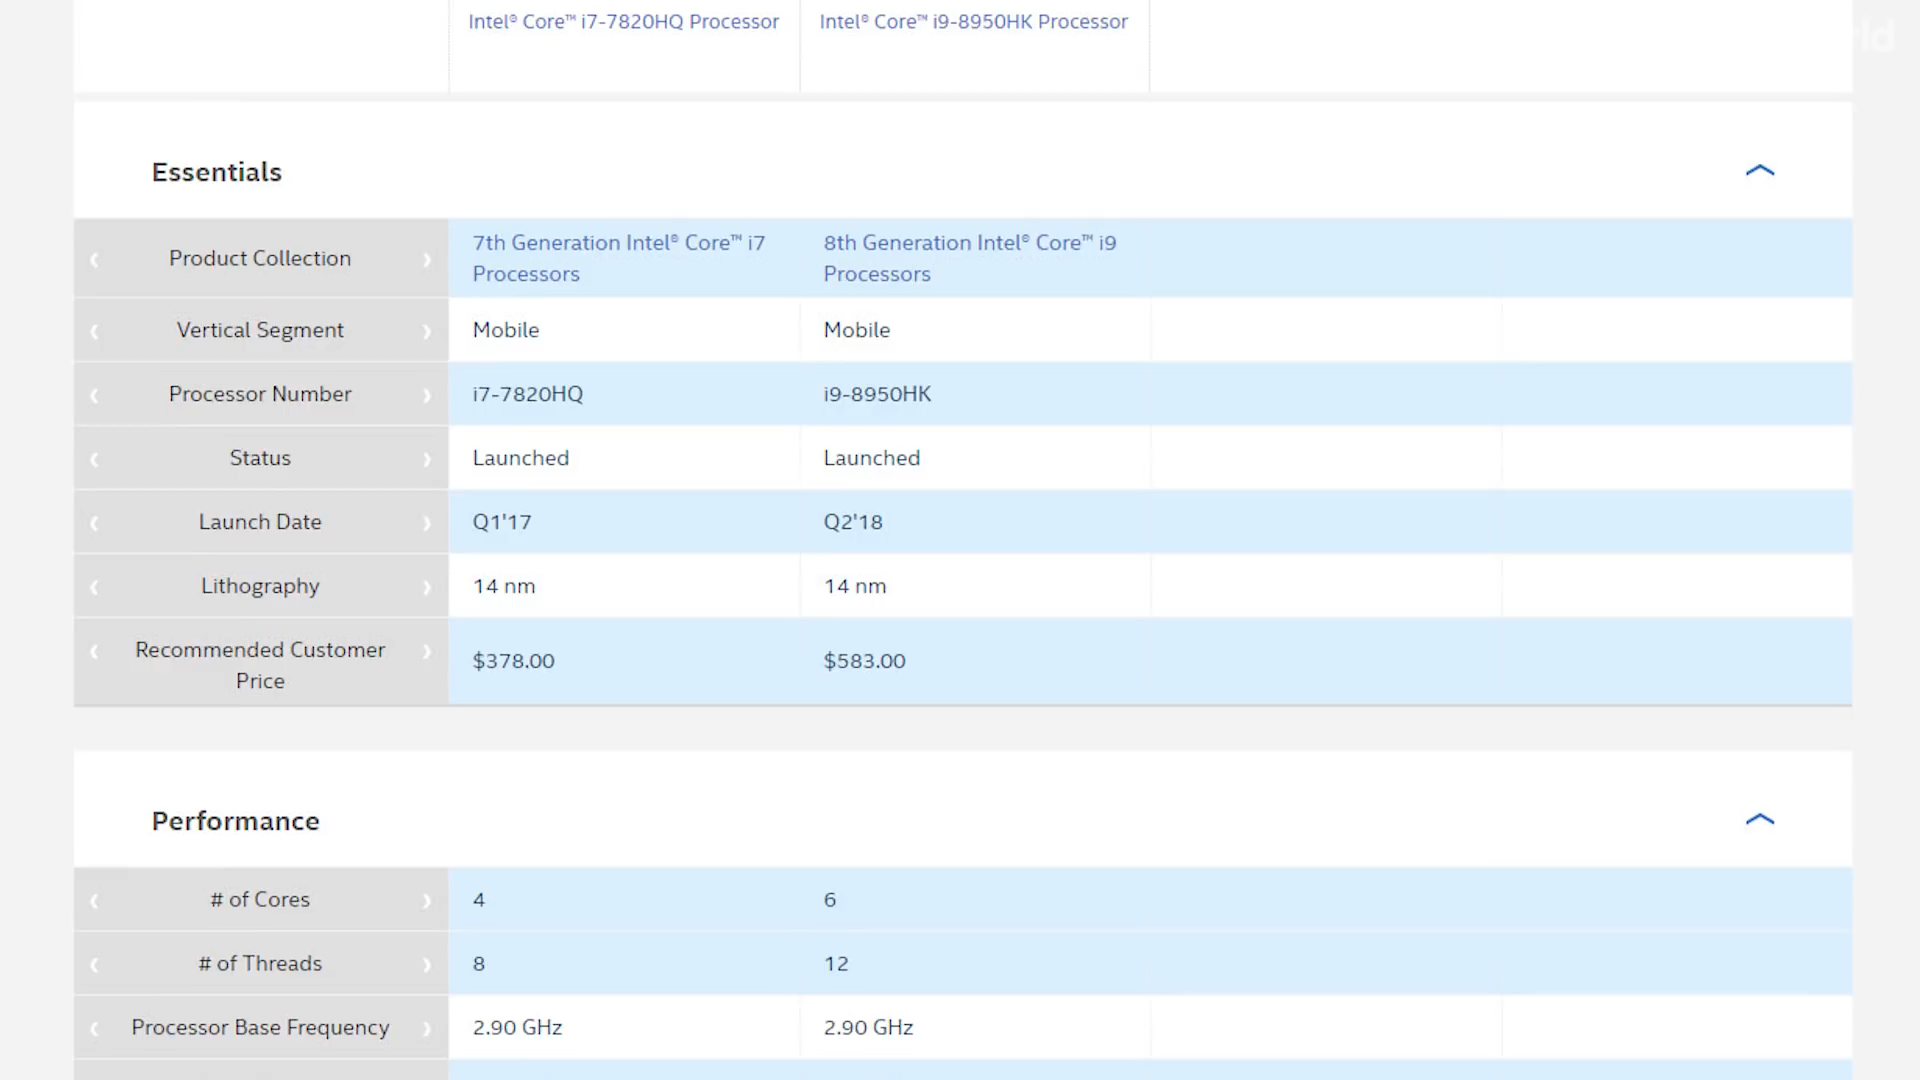 Intel® Core™ i7-7820HQ Processor
Intel® Core™ i9-8950HK Processor
ld
Essentials
Product Collection
7th Generation Intel® Core™ i7
Processors
8th Generation Intel® Core™ i9
Processors
Vertical Segment
Mobile
Mobile
Processor Number
i7-7820HQ
i9-8950HK
Status
Launched
Launched
Launch Date
Q1'17
Q2'18
Lithography
14 nm
14 nm
Recommended Customer
Price
$378.00
$583.00
Performance
# of Cores
4
6
# of Threads
8
12
Processor Base Frequency
2.90 GHz
2.90 GHz